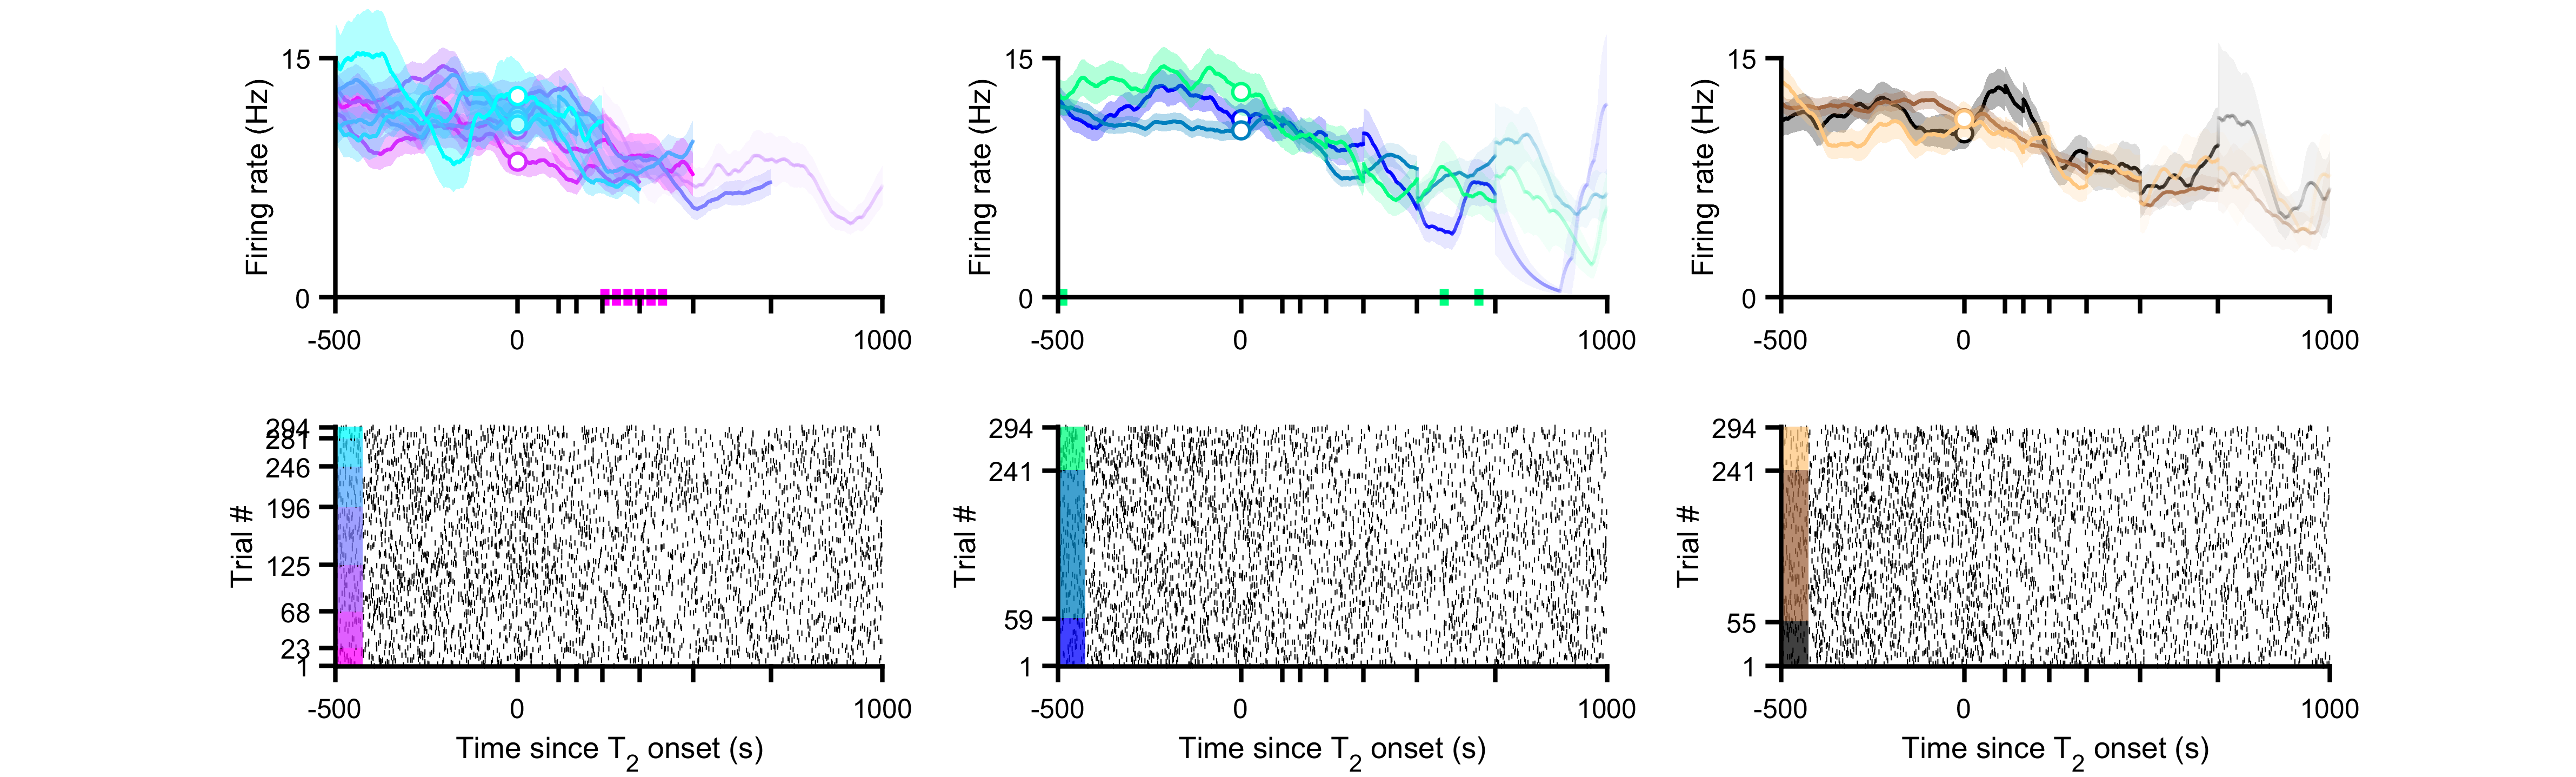 15
Firing rate (Hz)
0
-500 0 1000
15
Firing rate (Hz)
0
-500 0 1000
15
Firing rate (Hz)
0
-500 0 1000
294
281
246
196
125
68
23
1
Trial #
-500 0 1000
Time since T2 onset (s)
294
241
59
1
Trial #
-500 0 1000
Time since T2 onset (s)
294
241
55
1
Trial #
-500 0 1000
Time since T2 onset (s)